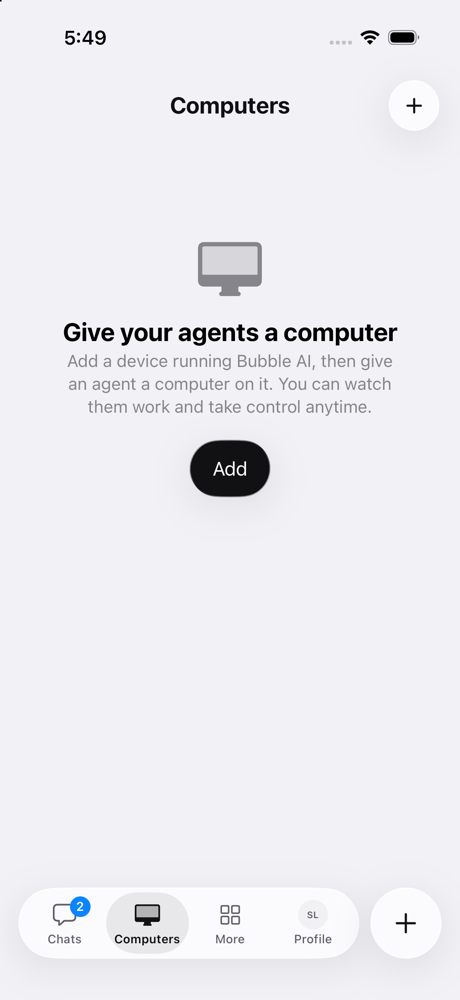 5:49
Computers
Give your agents a computer
Add a device running Bubble AI, then give
an agent a computer on it. You can watch
them work and take control anytime.
Add
2
Chats
Computers
More
SL
Profile